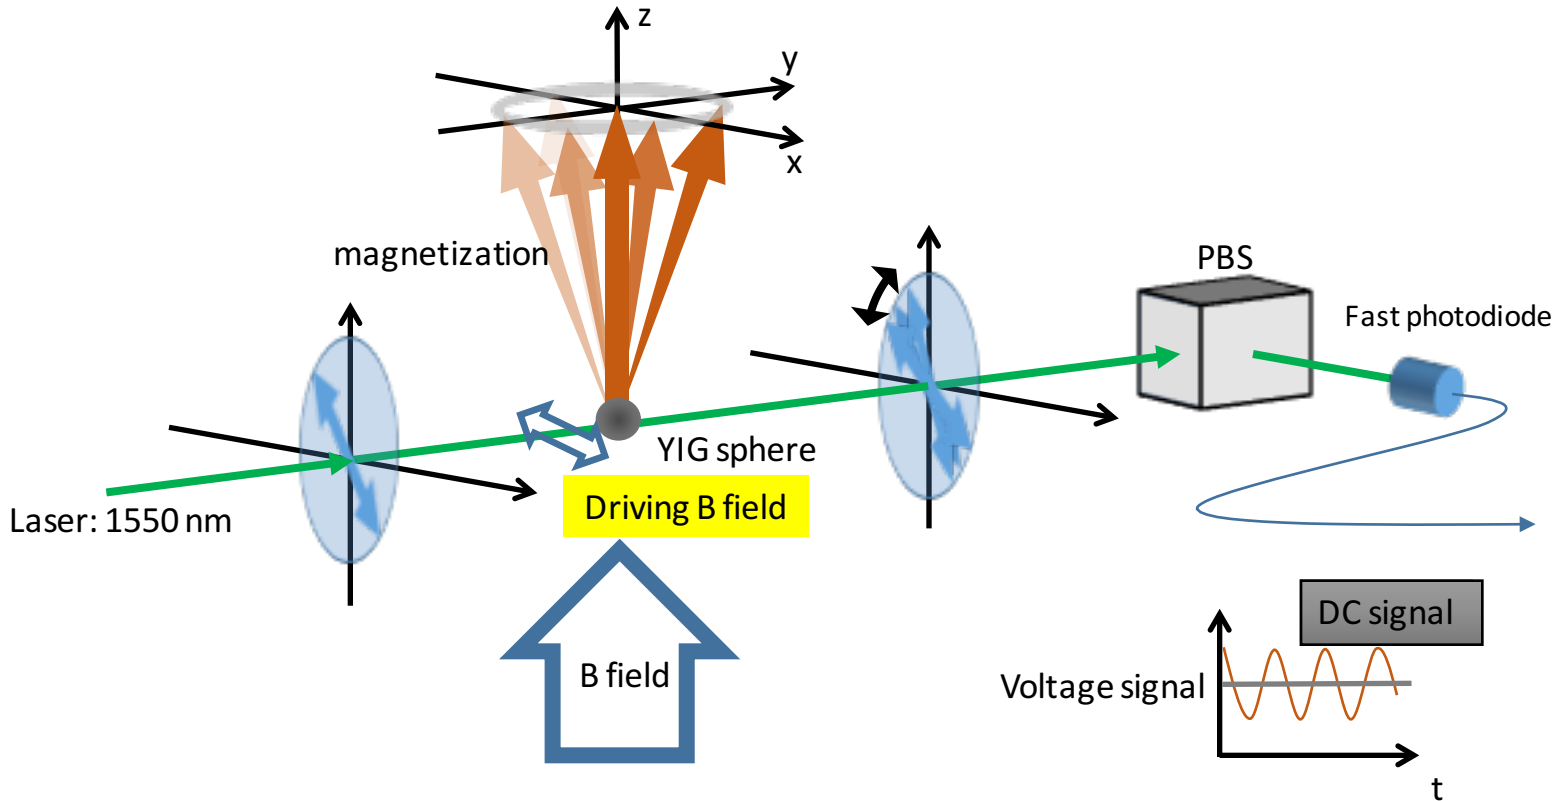 z
y
x
magnetization
PBS
Fast photodiode
YIG sphere
Laser: 1550 nm
Driving B field
B field
DC signal
Voltage signal
t